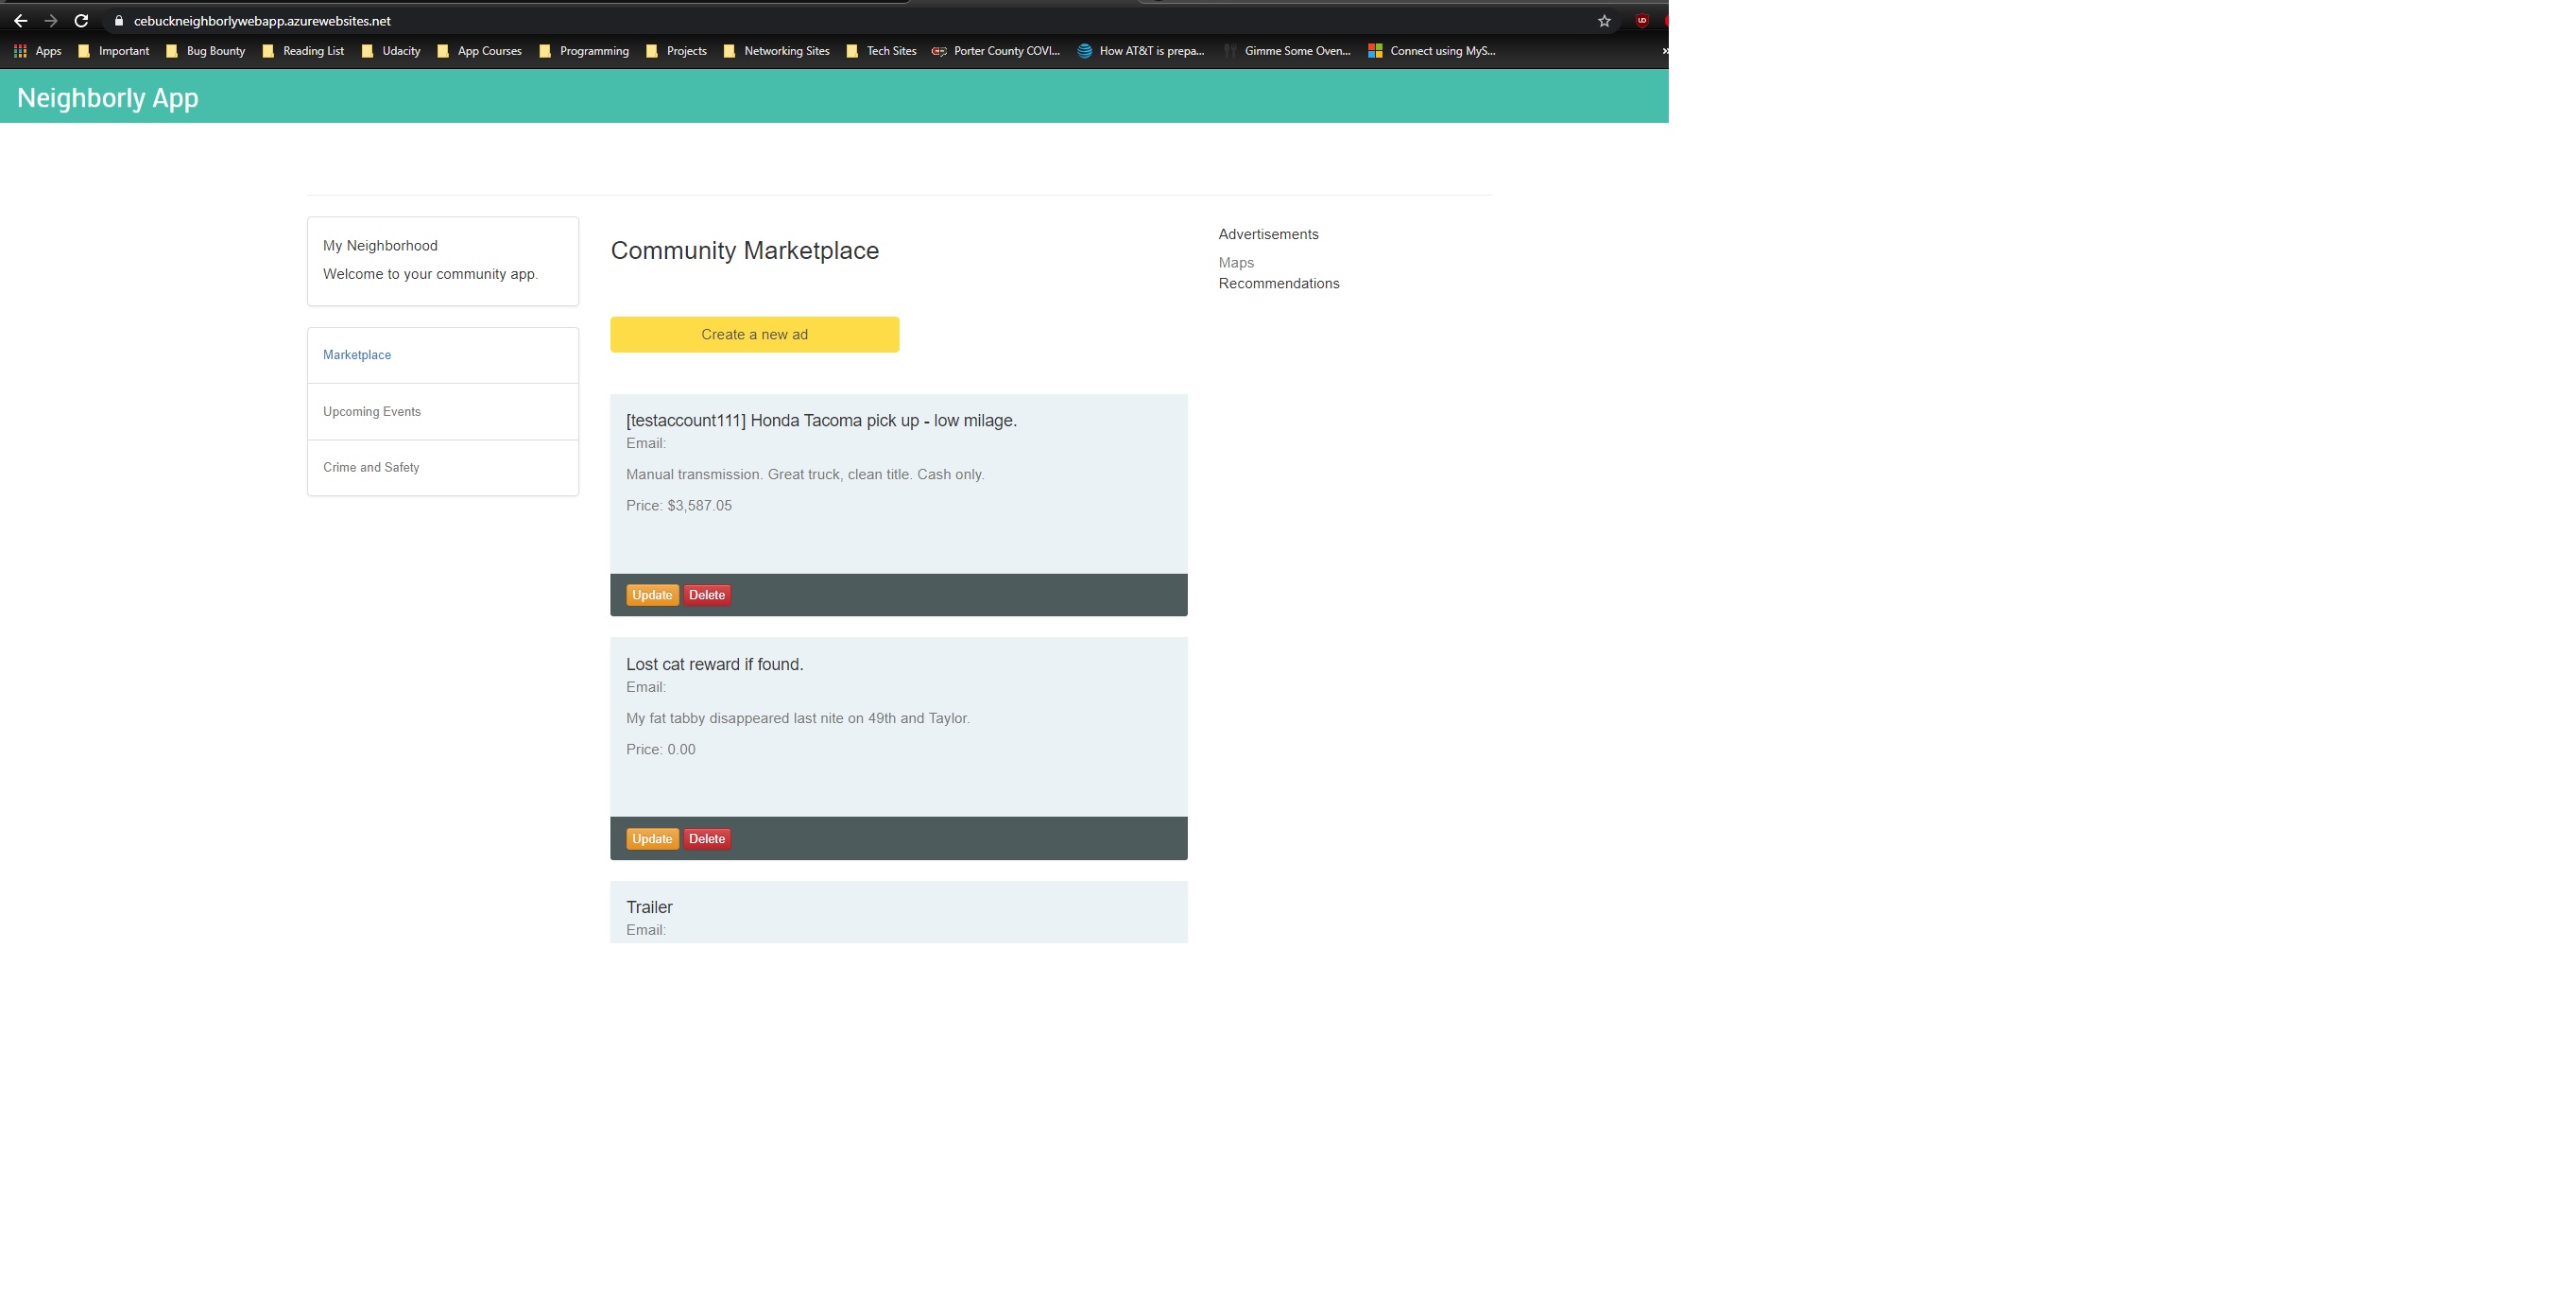 cebuckneighborlywebapp.azurewebsites.net
Apps Important Bug Bounty Reading List Udacity App Courses Programming Projects Networking Sites Tech Sites Porter County COVI... How AT&T is prepa... Gimme Some Oven... Connect using MyS... »
Neighborly App
My Neighborhood
Welcome to your community app.
Marketplace
Upcoming Events
Crime and Safety
Community Marketplace
Create a new ad
[testaccount111] Honda Tacoma pick up - low milage.
Email:
Manual transmission. Great truck, clean title. Cash only.
Price: $3,587.05
Update Delete
Lost cat reward if found.
Email:
My fat tabby disappeared last nite on 49th and Taylor.
Price: 0.00
Update Delete
Trailer
Email:
Advertisements
Maps
Recommendations